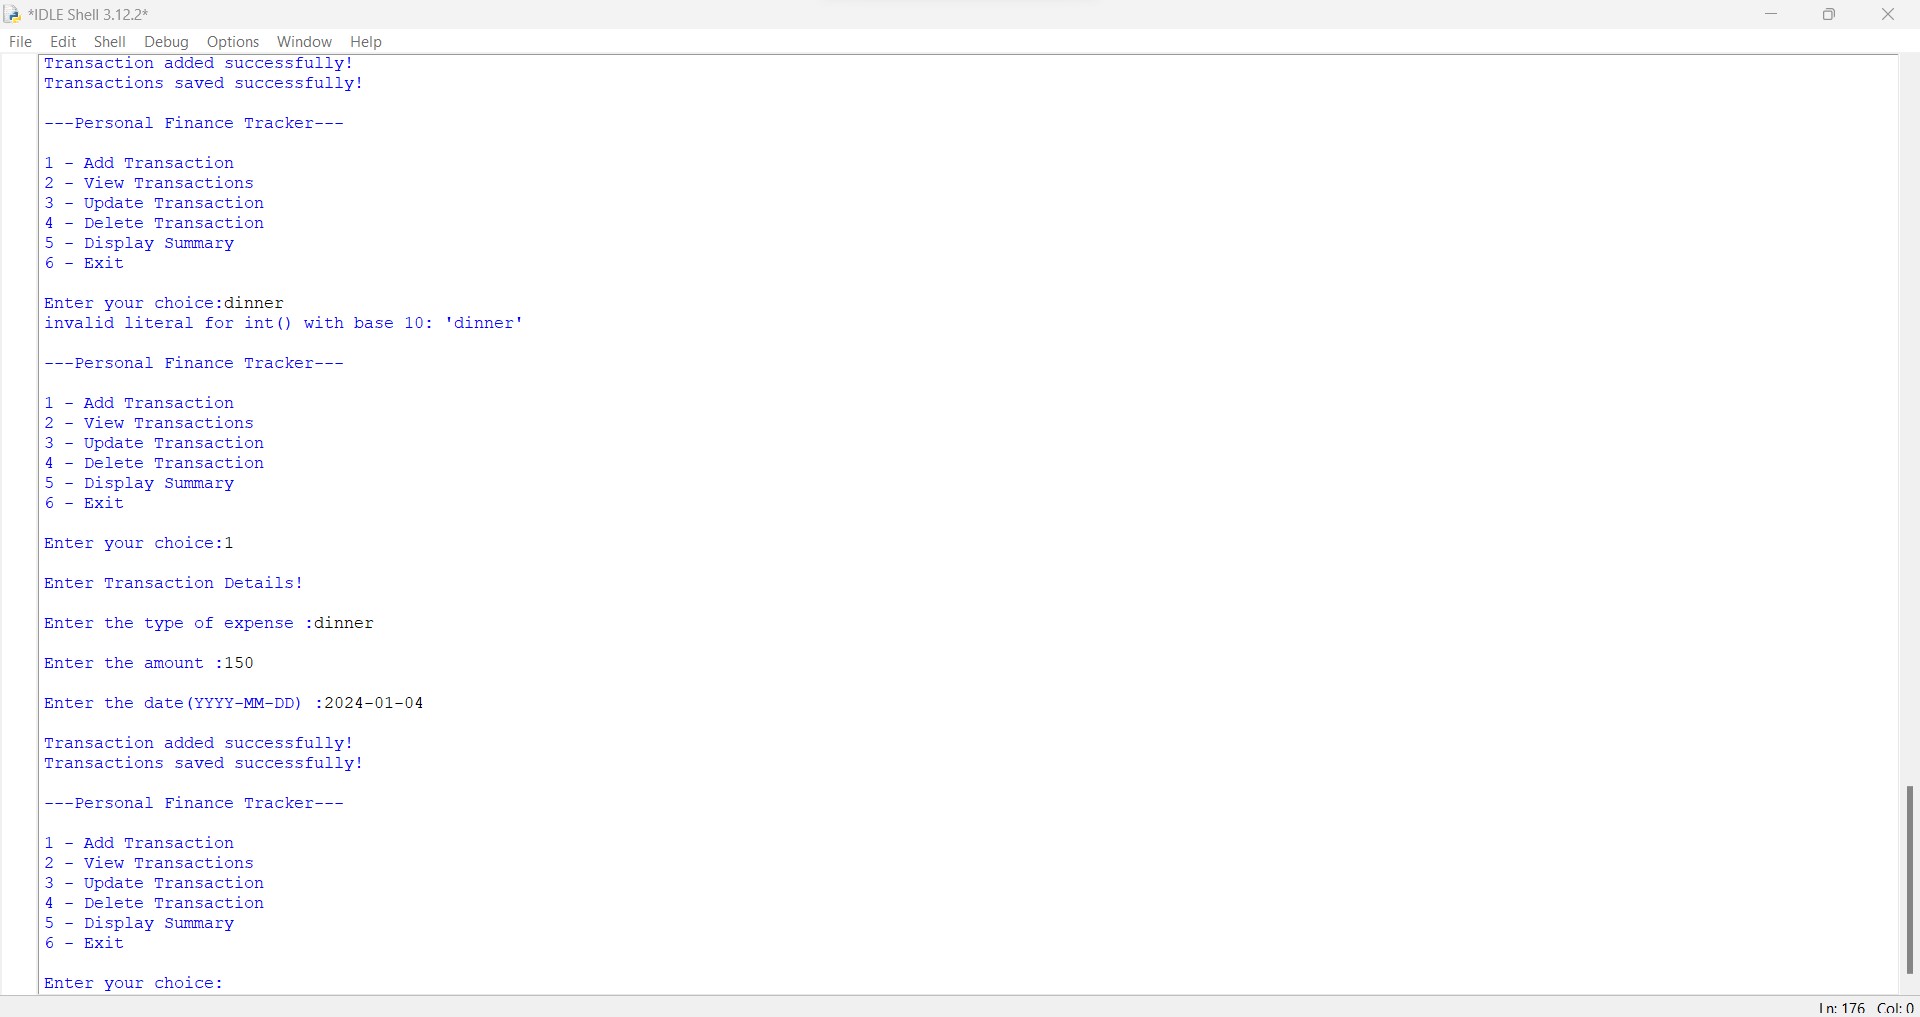 *IDLE Shell 3.12.2*
File Edit Shell Debug Options Window Help
Transaction added successfully!
Transactions saved successfully!
---Personal Finance Tracker---
1 - Add Transaction
2 - View Transactions
3 - Update Transaction
4 - Delete Transaction
5 - Display Summary
6 - Exit
Enter your choice:dinner
invalid literal for int() with base 10: 'dinner'
---Personal Finance Tracker---
1 - Add Transaction
2 - View Transactions
3 - Update Transaction
4 - Delete Transaction
5 - Display Summary
6 - Exit
Enter your choice:1
Enter Transaction Details!
Enter the type of expense :dinner
Enter the amount :150
Enter the date(YYYY-MM-DD) :2024-01-04
Transaction added successfully!
Transactions saved successfully!
---Personal Finance Tracker---
1 - Add Transaction
2 - View Transactions
3 - Update Transaction
4 - Delete Transaction
5 - Display Summary
6 - Exit
Enter your choice:
Ln: 176 Col: 0